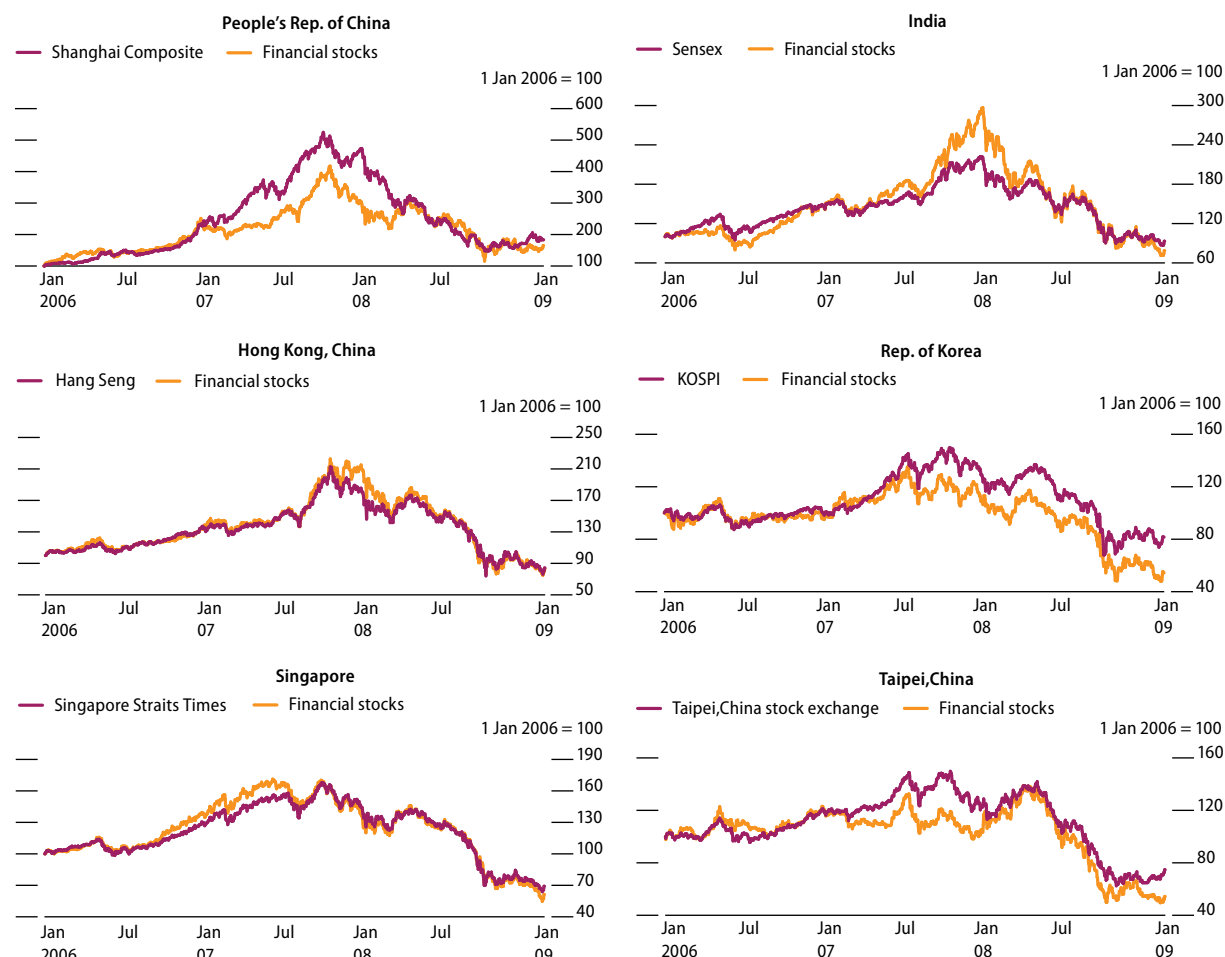 People's Rep. of China
Shanghai Composite Financial stocks
1 Jan 2006 = 100
600
500
400
300
200
100
Jan Jul Jan Jul Jan Jul Jan
2006 07 08 09
India
Sensex Financial stocks
1 Jan 2006 = 100
300
240
180
120
60
Jan Jul Jan Jul Jan Jul Jan
2006 07 08 09
Hong Kong, China
Hang Seng Financial stocks
1 Jan 2006 = 100
250
210
170
130
90
50
Jan Jul Jan Jul Jan Jul Jan
2006 07 08 09
Rep. of Korea
KOSPI Financial stocks
1 Jan 2006 = 100
160
120
80
40
Jan Jul Jan Jul Jan Jul Jan
2006 07 08 09
Singapore
Singapore Straits Times Financial stocks
1 Jan 2006 = 100
190
160
130
100
70
40
Jan Jul Jan Jul Jan Jul Jan
2006 07 08 09
Taipei,China
Taipei,China stock exchange Financial stocks
1 Jan 2006 = 100
160
120
80
40
Jan Jul Jan Jul Jan Jul Jan
2006 07 08 09